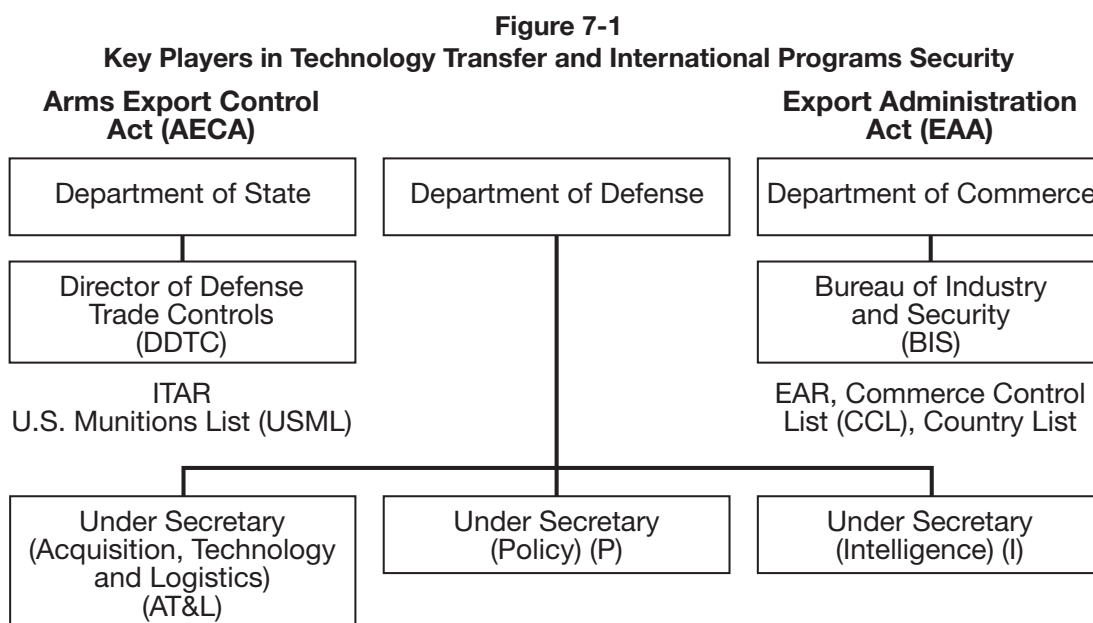 Figure 7-1
Key Players in Technology Transfer and International Programs Security
Arms Export Control
Act (AECA)
Export Administration
Act (EAA)
Department of State
Department of Defense
Department of Commerce
Director of Defense
Trade Controls
(DDTC)
Bureau of Industry
and Security
(BIS)
ITAR
U.S. Munitions List (USML)
EAR, Commerce Control
List (CCL), Country List
Under Secretary
(Acquisition, Technology
and Logistics)
(AT&L)
Under Secretary
(Policy) (P)
Under Secretary
(Intelligence) (I)